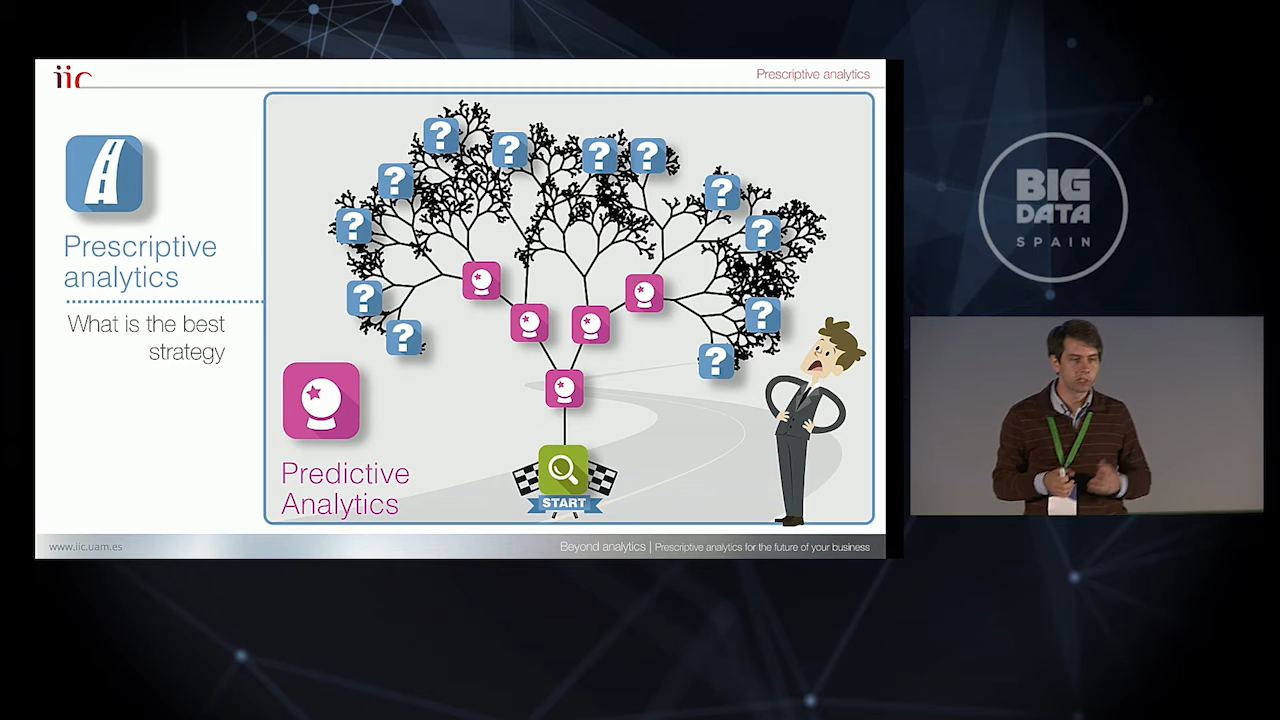 iic
Prescriptive analytics
Prescriptive
analytics
What is the best
strategy
?
?
?
?
?
?
?
?
?
?
?
?
Predictive
Analytics
START
www.iic.uam.es
Beyond analytics | Prescriptive analytics for the future of your business
BIG
DATA
SPAIN